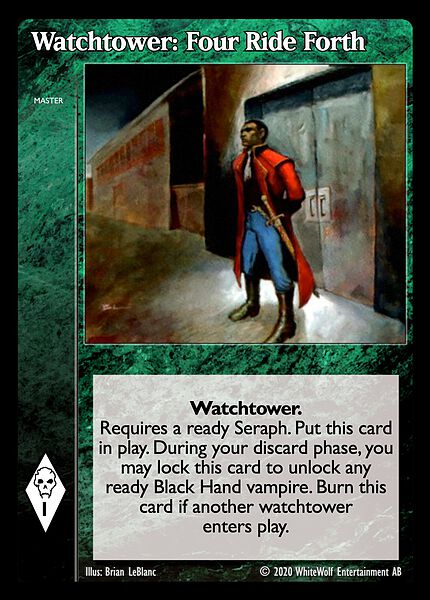 Watchtower: Four Ride Forth
MASTER
Watchtower.
Requires a ready Seraph. Put this card
in play. During your discard phase, you
may lock this card to unlock any
ready Black Hand vampire. Burn this
card if another watchtower
enters play.
I
Illus: Brian LeBlanc
© 2020 WhiteWolf Entertainment AB